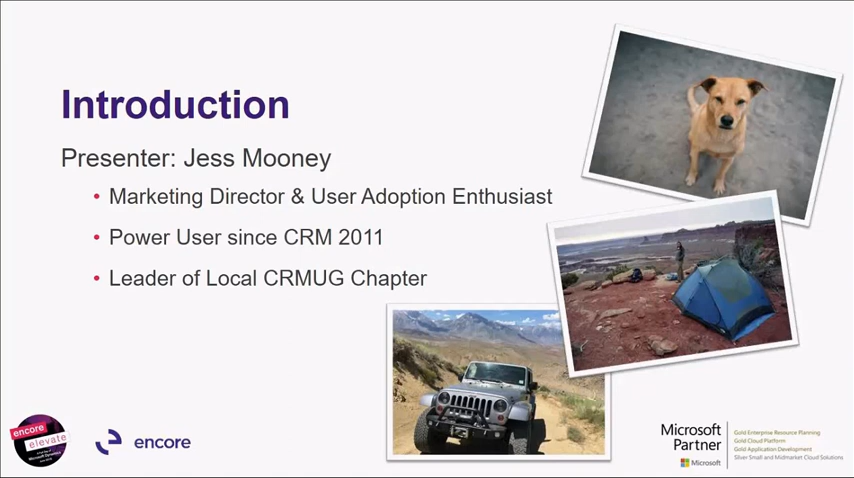 Introduction
Presenter: Jess Mooney
• Marketing Director & User Adoption Enthusiast
• Power User since CRM 2011
• Leader of Local CRMUG Chapter
encore
elevate
Microsoft Dynamics
encore
Microsoft
Partner
Microsoft
Gold Enterprise Resource Planning
Gold Cloud Platform
Gold Application Development
Silver Small and Midmarket Cloud Solutions